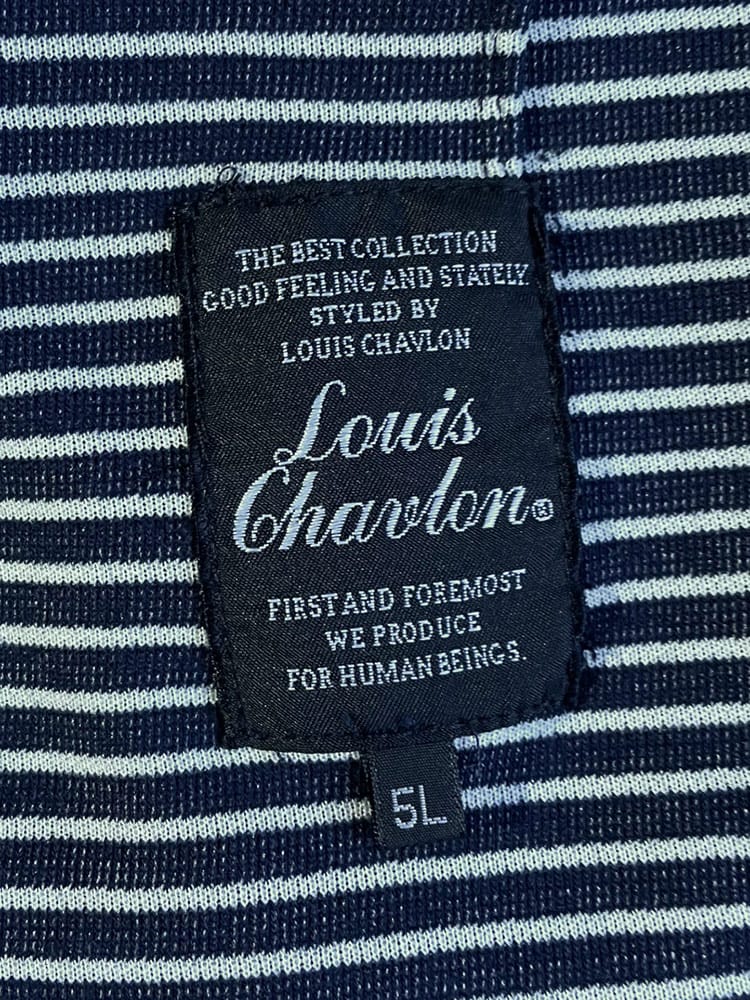 THE BEST COLLECTION
GOOD FEELING AND STATELY.
STYLED BY
LOUIS CHAVLON
Louis
Chavlon®
FIRST AND FOREMOST
WE PRODUCE
FOR HUMAN BEINGS.
5L